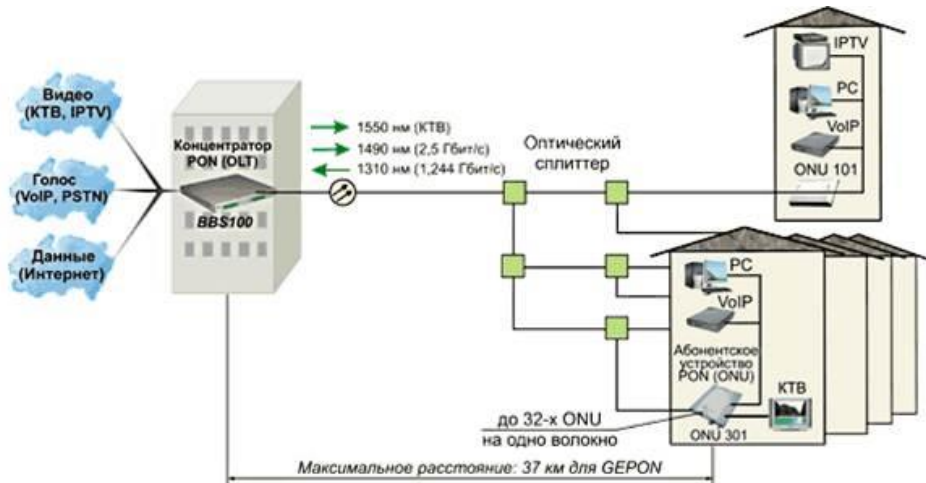 Видео
(КТВ, IPTV)
Голос
(VoIP, PSTN)
Данные
(Интернет)
Концентратор
PON (OLT)
BBS100
1550 нм (КТВ)
1490 нм (2,5 Гбит/с)
1310 нм (1,244 Гбит/с)
Оптический
сплиттер
IPTV
PC
VoIP
ONU 101
PC
VoIP
Абонентское
устройство
PON (ONU)
КТВ
ONU 301
до 32-х ONU
на одно волокно
Максимальное расстояние: 37 км для GEPON